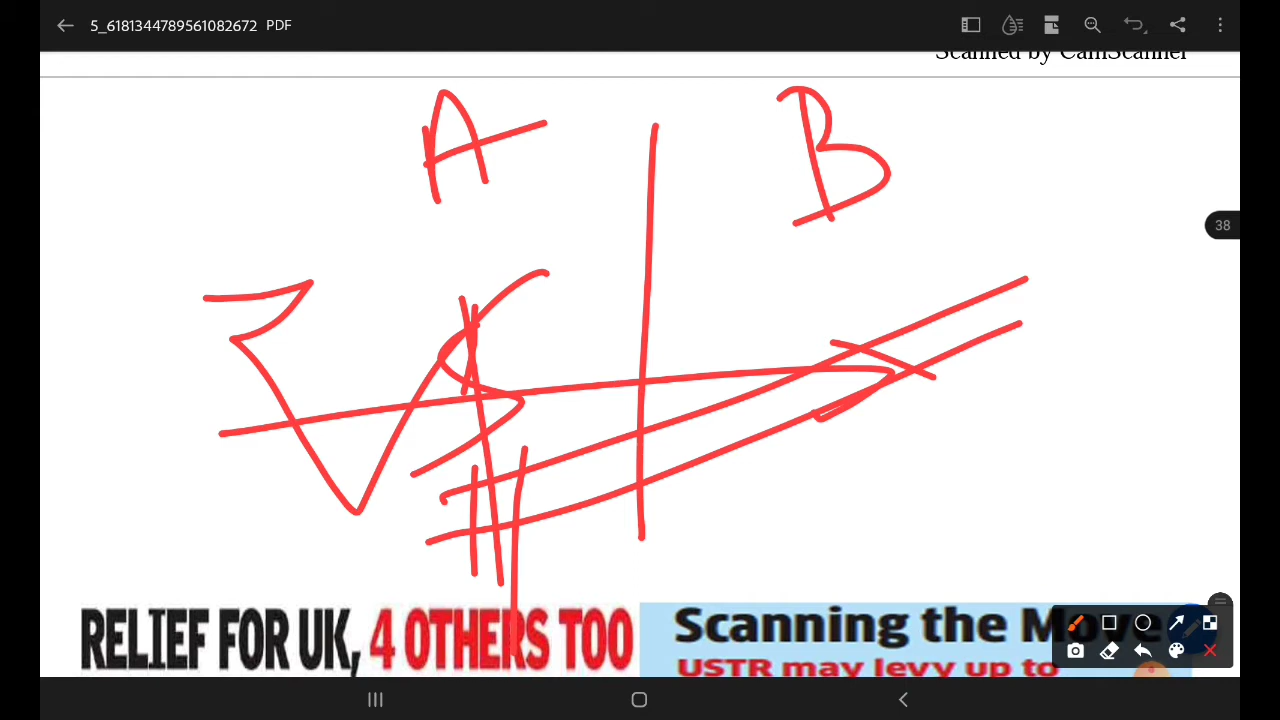 5_6181344789561082672 PDF
Scanned by CamScanner
A B
38
RELIEF FOR UK, 4 OTHERS TOO
Scanning the Move
USTR may levy up to